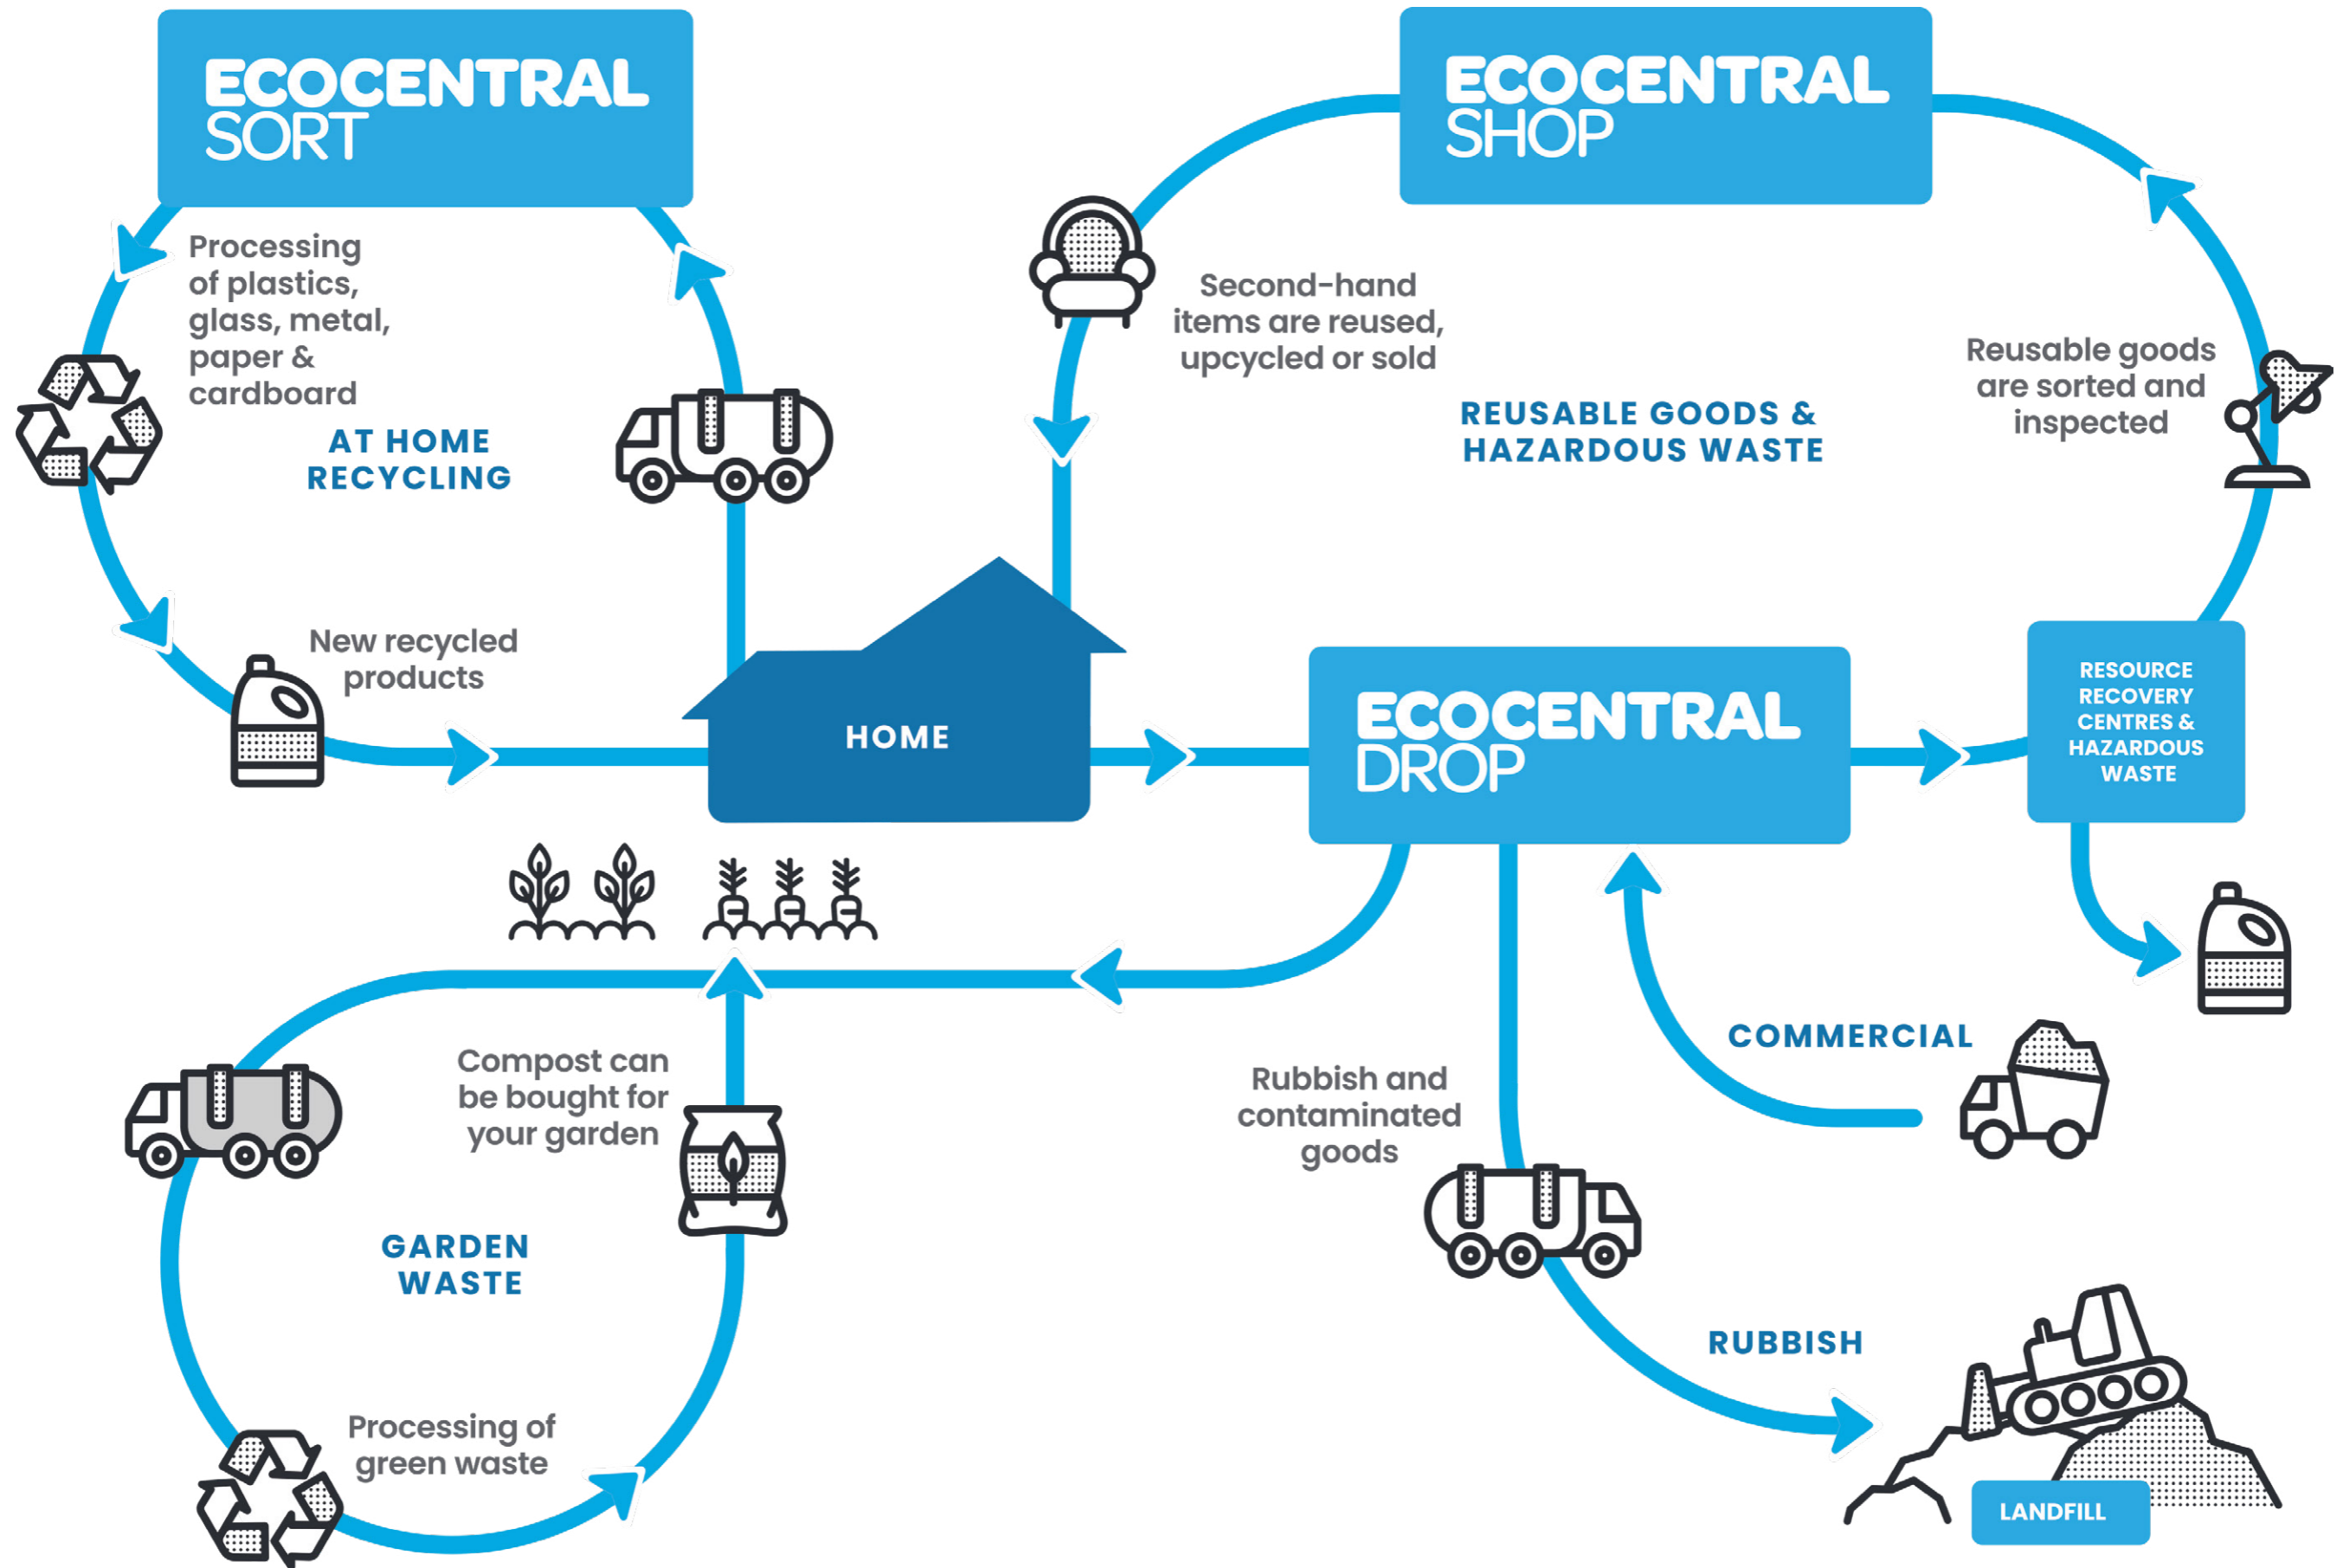 ECOCENTRAL
SORT
Processing
of plastics,
glass, metal,
paper &
cardboard
AT HOME
RECYCLING
New recycled
products
ECOCENTRAL
SHOP
Second-hand
items are reused,
upcycled or sold
REUSABLE GOODS &
HAZARDOUS WASTE
Reusable goods
are sorted and
inspected
HOME
ECOCENTRAL
DROP
RESOURCE
RECOVERY
CENTRES &
HAZARDOUS
WASTE
Compost can
be bought for
your garden
GARDEN
WASTE
Processing of
green waste
Rubbish and
contaminated
goods
COMMERCIAL
RUBBISH
LANDFILL